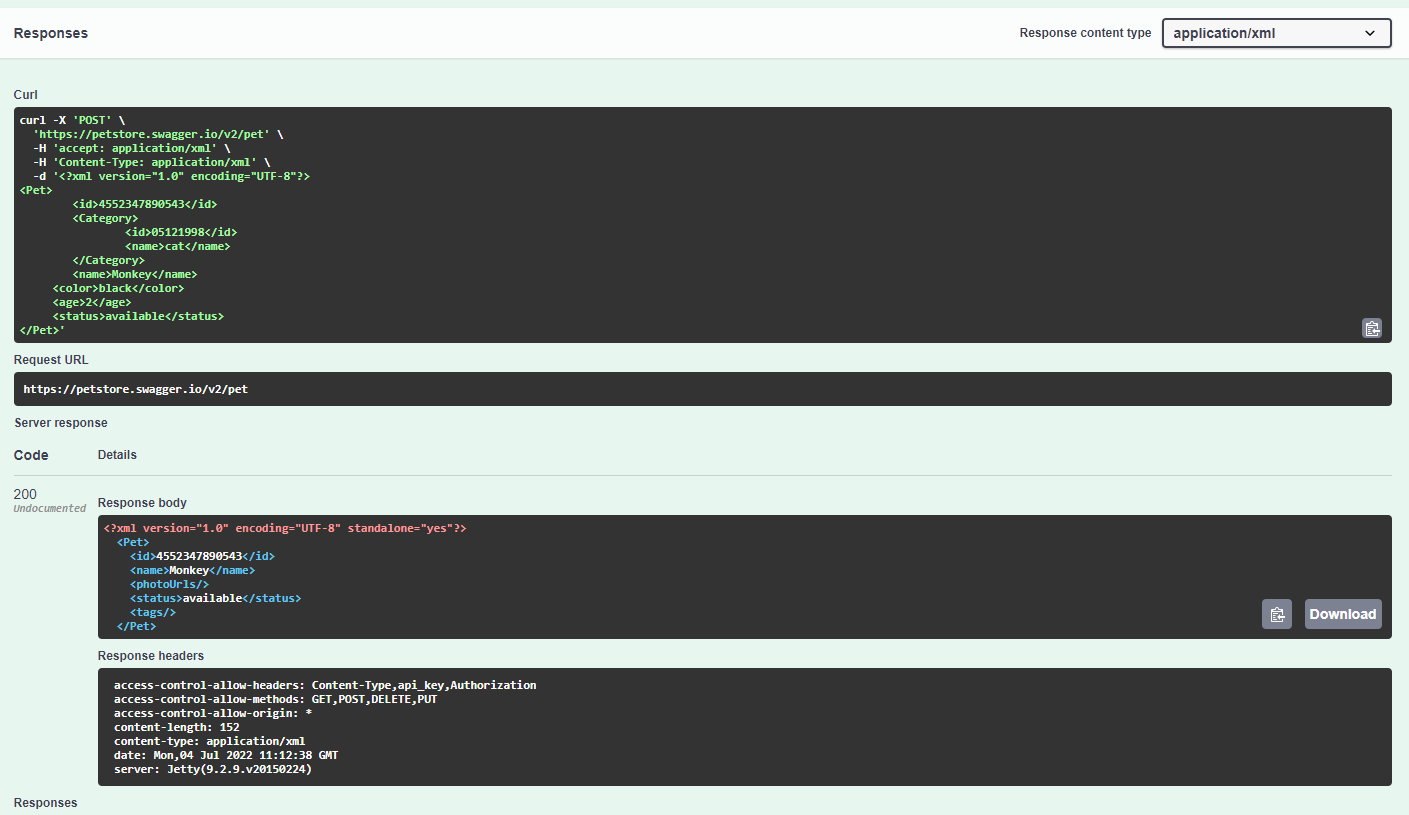 Responses
Response content type
application/xml
Curl
curl -X 'POST' \
  'https://petstore.swagger.io/v2/pet' \
  -H 'accept: application/xml' \
  -H 'Content-Type: application/xml' \
  -d '<?xml version="1.0" encoding="UTF-8"?>
<Pet>
        <id>4552347890543</id>
        <Category>
                <id>05121998</id>
                <name>cat</name>
        </Category>
        <name>Monkey</name>
     <color>black</color>
     <age>2</age>
     <status>available</status>
</Pet>'
Request URL
https://petstore.swagger.io/v2/pet
Server response
Code Details
200
Undocumented
Response body
<?xml version="1.0" encoding="UTF-8" standalone="yes"?>
  <Pet>
    <id>4552347890543</id>
    <name>Monkey</name>
    <photoUrls/>
    <status>available</status>
    <tags/>
  </Pet>
Download
Response headers
access-control-allow-headers: Content-Type,api_key,Authorization
access-control-allow-methods: GET,POST,DELETE,PUT
access-control-allow-origin: *
content-length: 152
content-type: application/xml
date: Mon,04 Jul 2022 11:12:38 GMT
server: Jetty(9.2.9.v20150224)
Responses